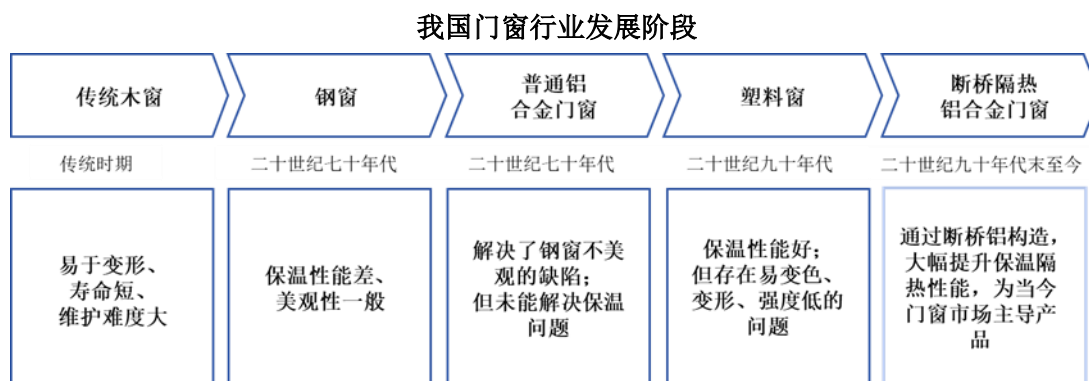 我国门窗行业发展阶段
传统木窗
钢窗
普通铝
合金门窗
塑料窗
断桥隔热
铝合金门窗
传统时期
二十世纪七十年代
二十世纪七十年代
二十世纪九十年代
二十世纪九十年代末至今
易于变形、
寿命短、
维护难度大
保温性能差、
美观性一般
解决了钢窗不美
观的缺陷；
但未能解决保温
问题
保温性能好；
但存在易变色、
变形、强度低的
问题
通过断桥铝构造，
大幅提升保温隔
热性能，为当今
门窗市场主导产
品